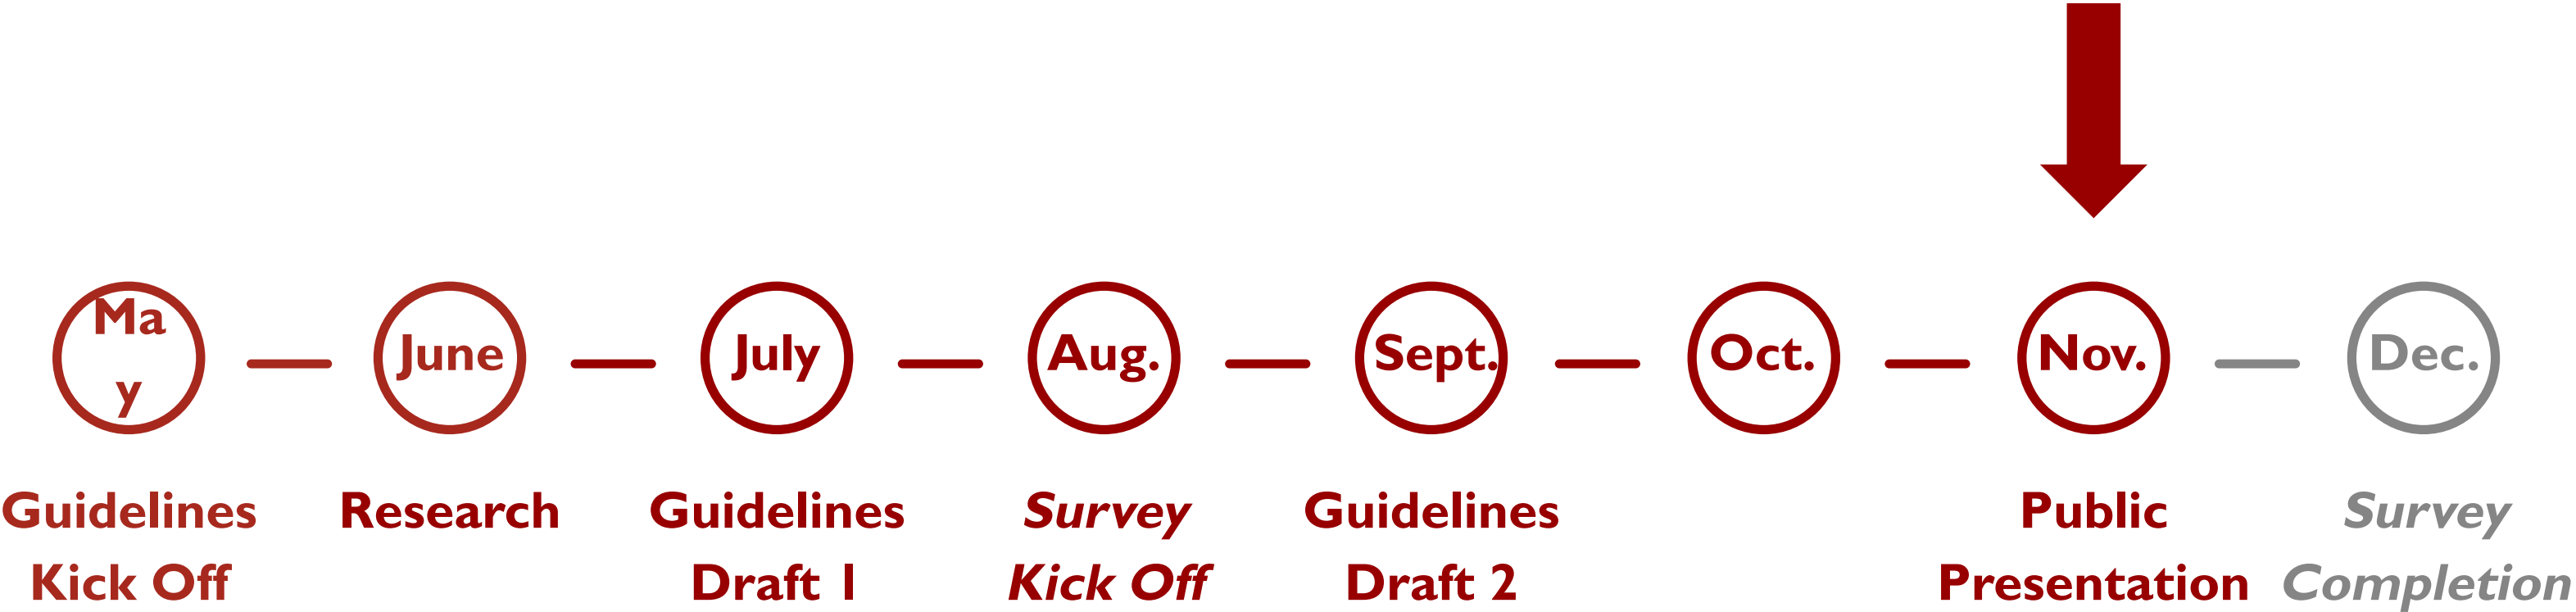 Ma
y
June
July
Aug.
Sept.
Oct.
Nov.
Dec.
Guidelines
Kick Off
Research
Guidelines
Draft 1
Survey
Kick Off
Guidelines
Draft 2
Public
Presentation
Survey
Completion